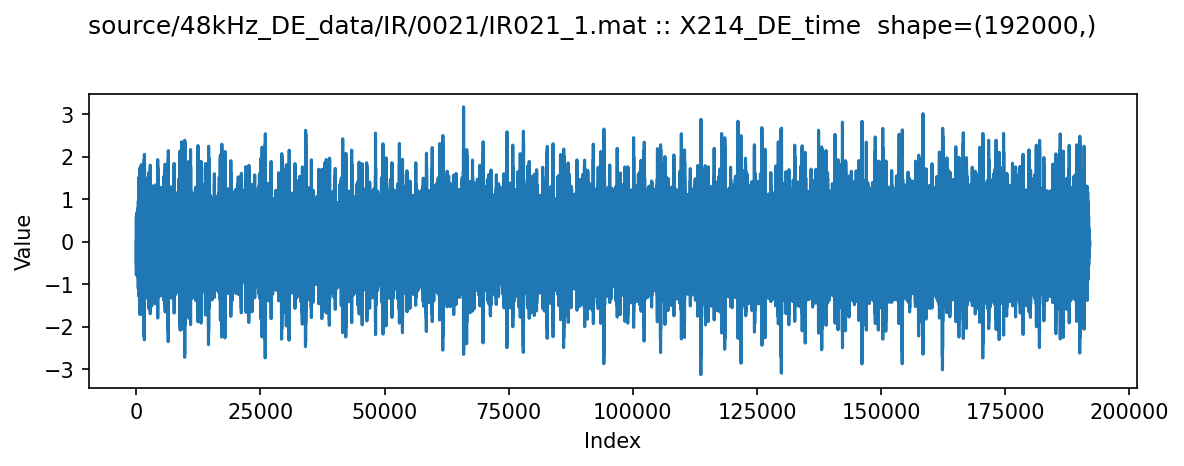 source/48kHz_DE_data/IR/0021/IR021_1.mat :: X214_DE_time  shape=(192000,)
3
2
1
0
−1
−2
−3
Value
0 25000 50000 75000 100000 125000 150000 175000 200000
Index